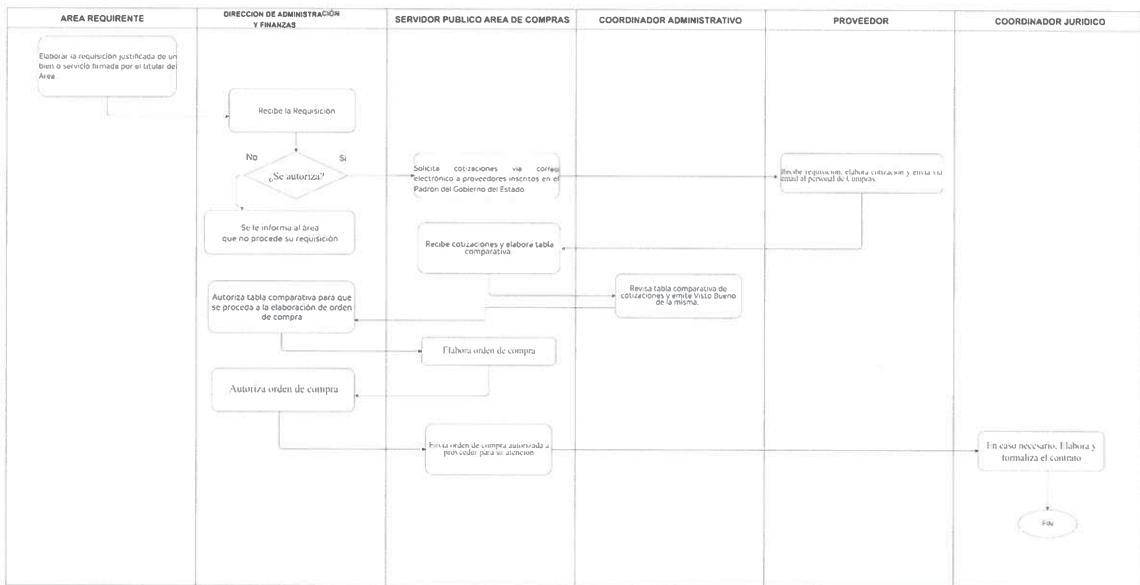 AREA REQUIRENTE
DIRECCION DE ADMINISTRACIÓN
Y FINANZAS
SERVIDOR PUBLICO AREA DE COMPRAS
COORDINADOR ADMINISTRATIVO
PROVEEDOR
COORDINADOR JURIDICO
Elaborar la requisición justificada de un
bien o servicio firmada por el titular del
Área.
Recibe la Requisición
No
Si
¿Se autoriza?
Solicita cotizaciones via correo
electrónico a proveedores inscritos en el
Padrón del Gobierno del Estado
Recibe requisición, elabora cotización y envia via
email al personal de Compras.
Se le informa al área
que no procede su requisición
Recibe cotizaciones y elabora tabla
comparativa
Revisa tabla comparativa de
cotizaciones y emite Visto Bueno
de la misma.
Autoriza tabla comparativa para que
se proceda a la elaboración de orden
de compra
Elabora orden de compra
Autoriza orden de compra
Envia orden de compra autorizada a
proveedor para su atención
En caso necesario, Elabora y
formaliza el contrato
Fin